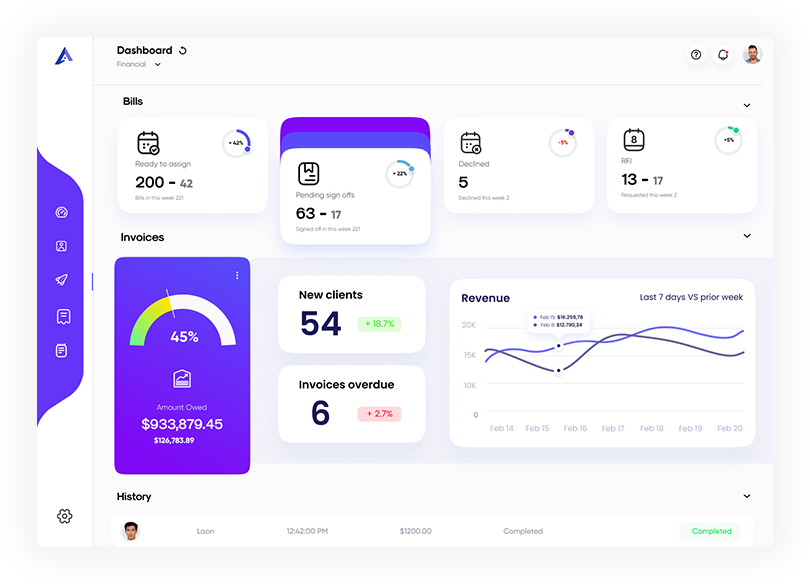 Dashboard
Financial
Bills
+ 42%
Ready to assign
200 - 42
Bills in this week 221
+ 22%
Pending sign offs
63 - 17
Signed off in this week 221
-5%
Declined
5
Declined this week 2
8
+5%
RFI
13 - 17
Requested this week 2
Invoices
45%
Amount Owed
$933,879.45
$126,783.89
New clients
54
+ 18.7%
Invoices overdue
6
+ 2.7%
Revenue
Last 7 days VS prior week
Feb 15: $16.259,78
Feb 8: $12.790,34
20K
15K
10K
0
Feb 14 Feb 15 Feb 16 Feb 17 Feb 18 Feb 19 Feb 20
History
Loan 12:42:00 PM $1200.00 Completed Completed